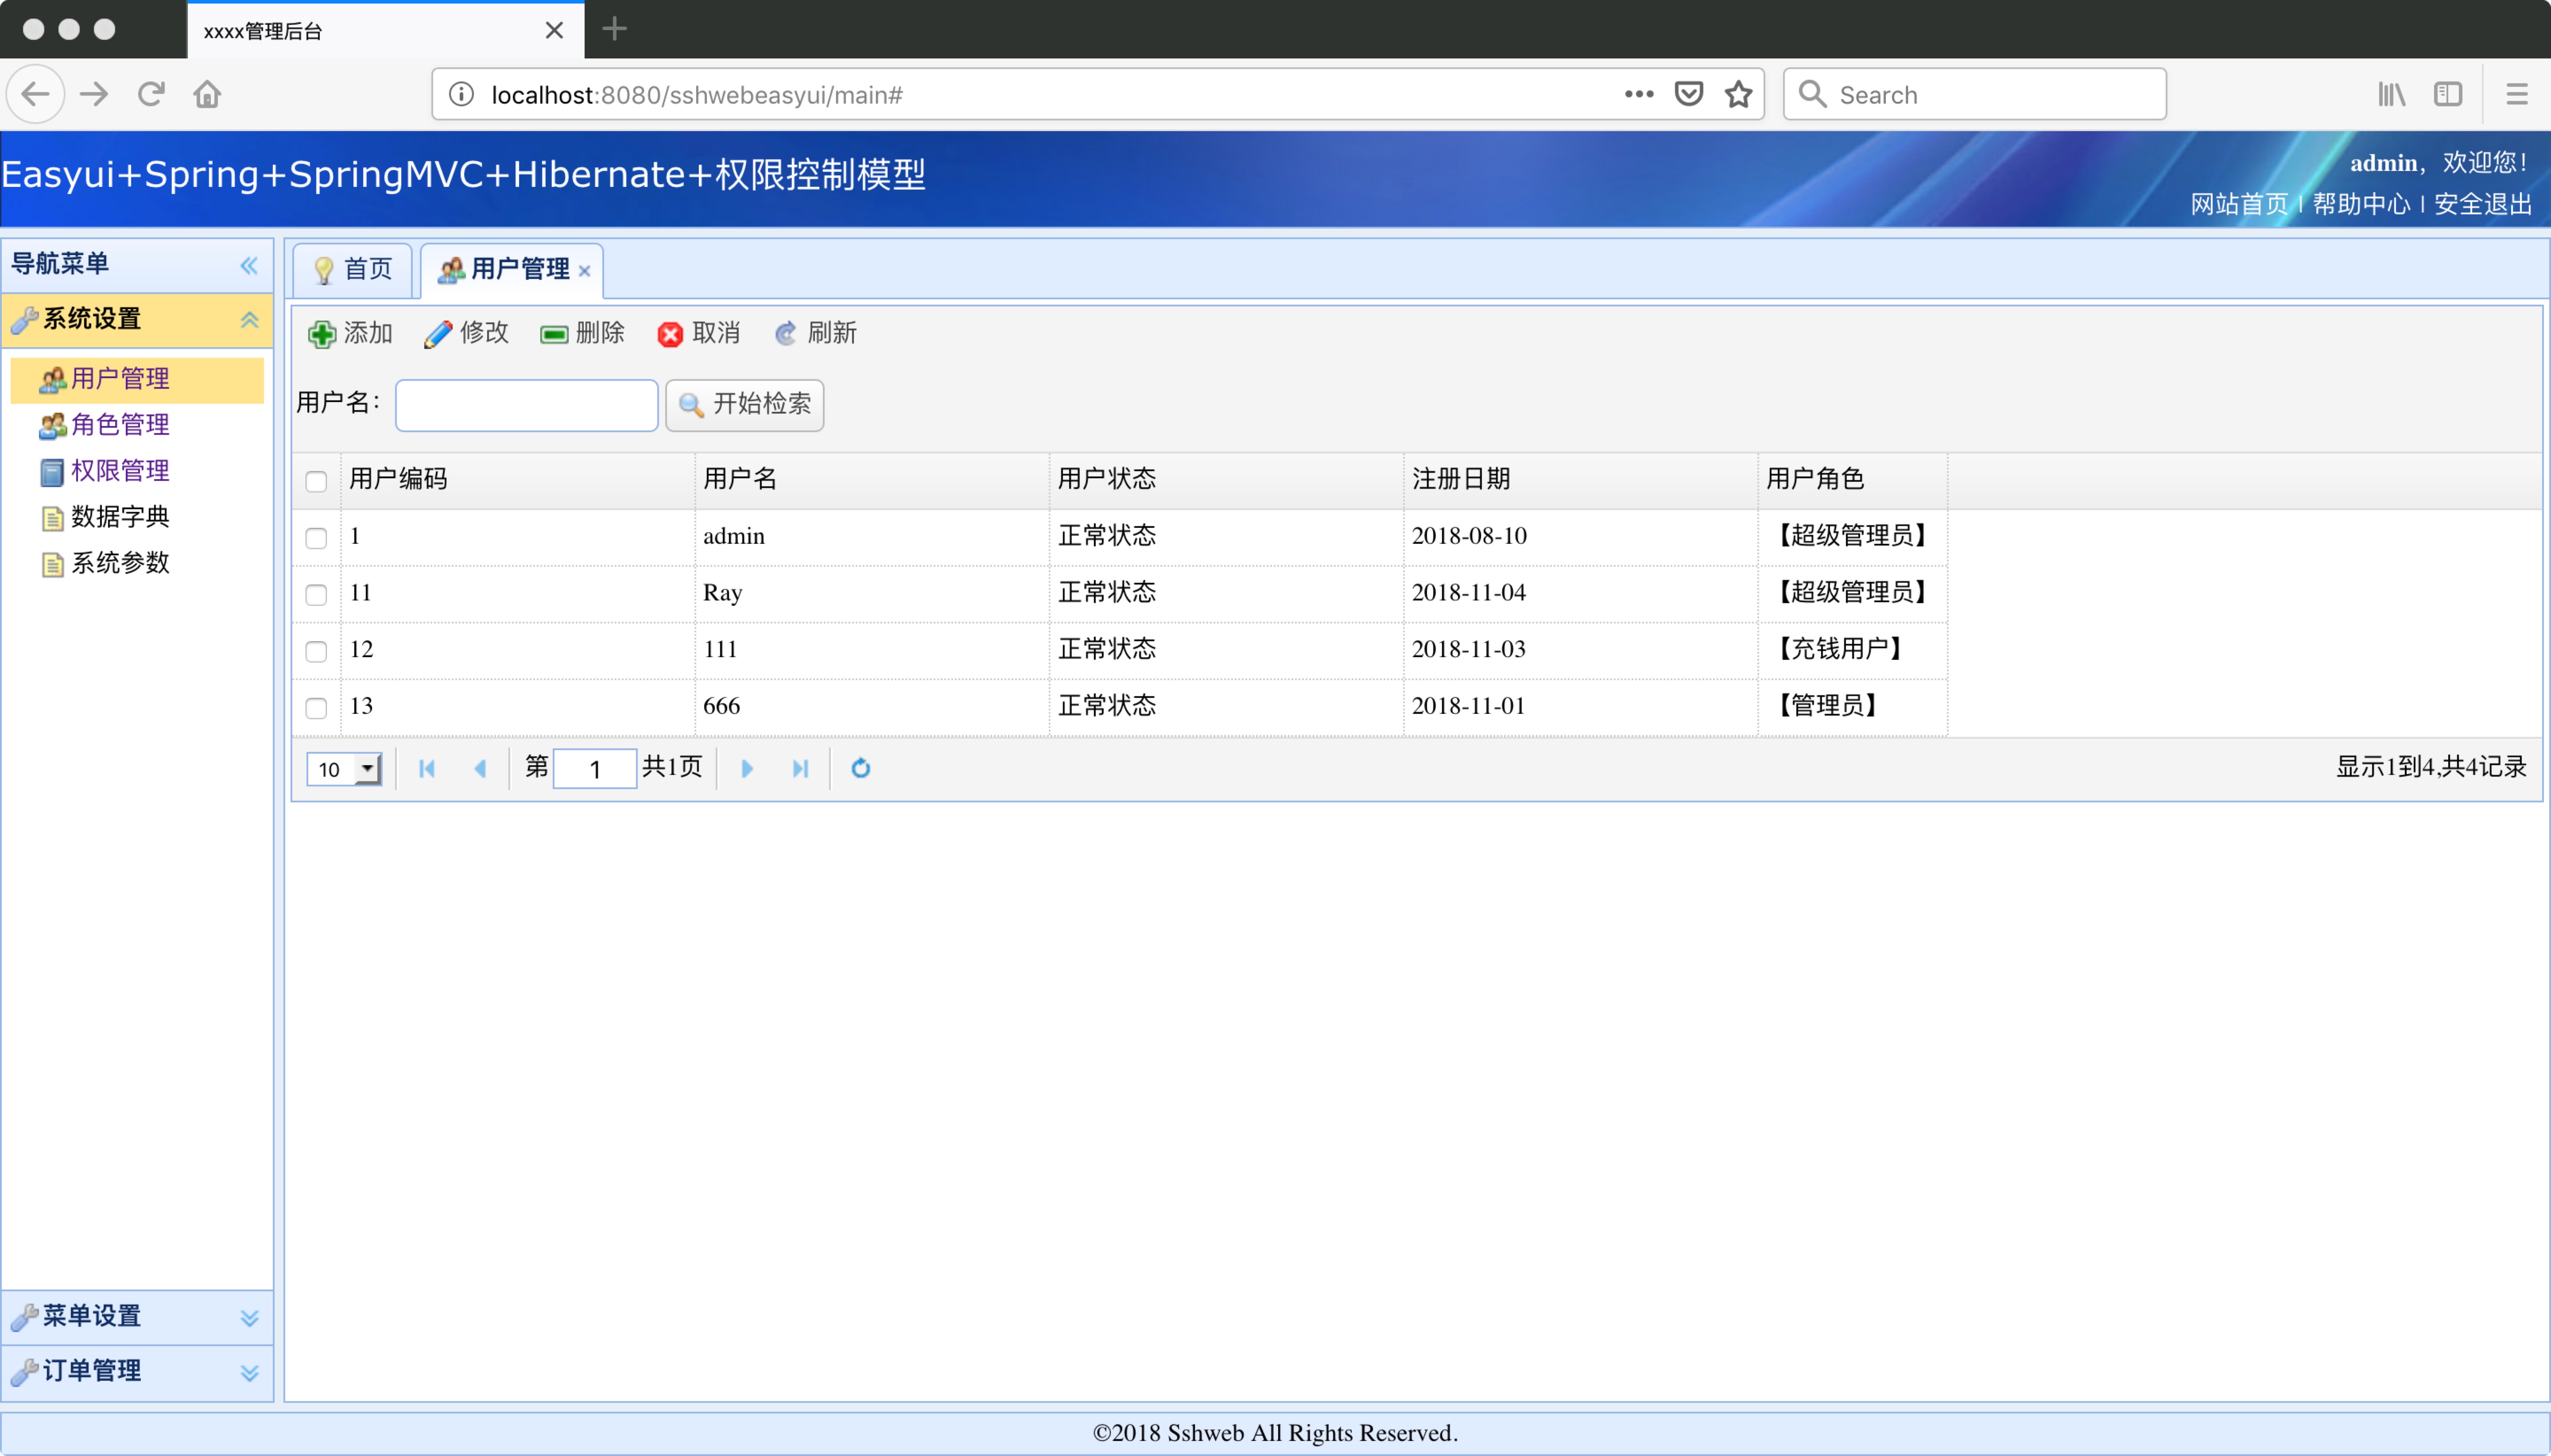 xxxx管理后台
localhost:8080/sshwebeasyui/main#
Search
Easyui+Spring+SpringMVC+Hibernate+权限控制模型
admin，欢迎您！
网站首页 | 帮助中心 | 安全退出
导航菜单
系统设置
用户管理
角色管理
权限管理
数据字典
系统参数
菜单设置
订单管理
首页 用户管理
添加 修改 删除 取消 刷新
用户名： 开始检索
用户编码 用户名 用户状态 注册日期 用户角色
1 admin 正常状态 2018-08-10 【超级管理员】
11 Ray 正常状态 2018-11-04 【超级管理员】
12 111 正常状态 2018-11-03 【充钱用户】
13 666 正常状态 2018-11-01 【管理员】
10 第 1 共1页 显示1到4,共4记录
©2018 Sshweb All Rights Reserved.